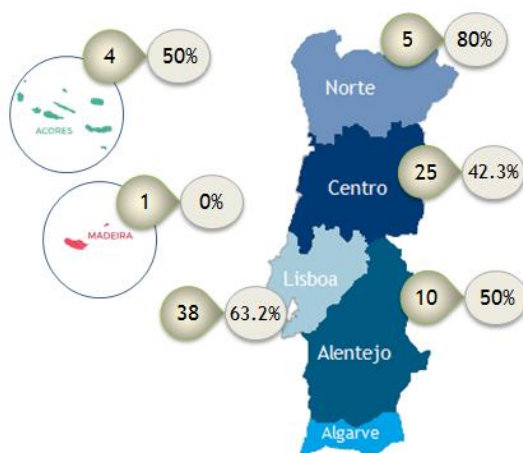 5 80%
4 50%
Norte
ACORES
25 42.3%
Centro
1 0%
MADEIRA
Lisboa
38 63.2%
10 50%
Alentejo
Algarve